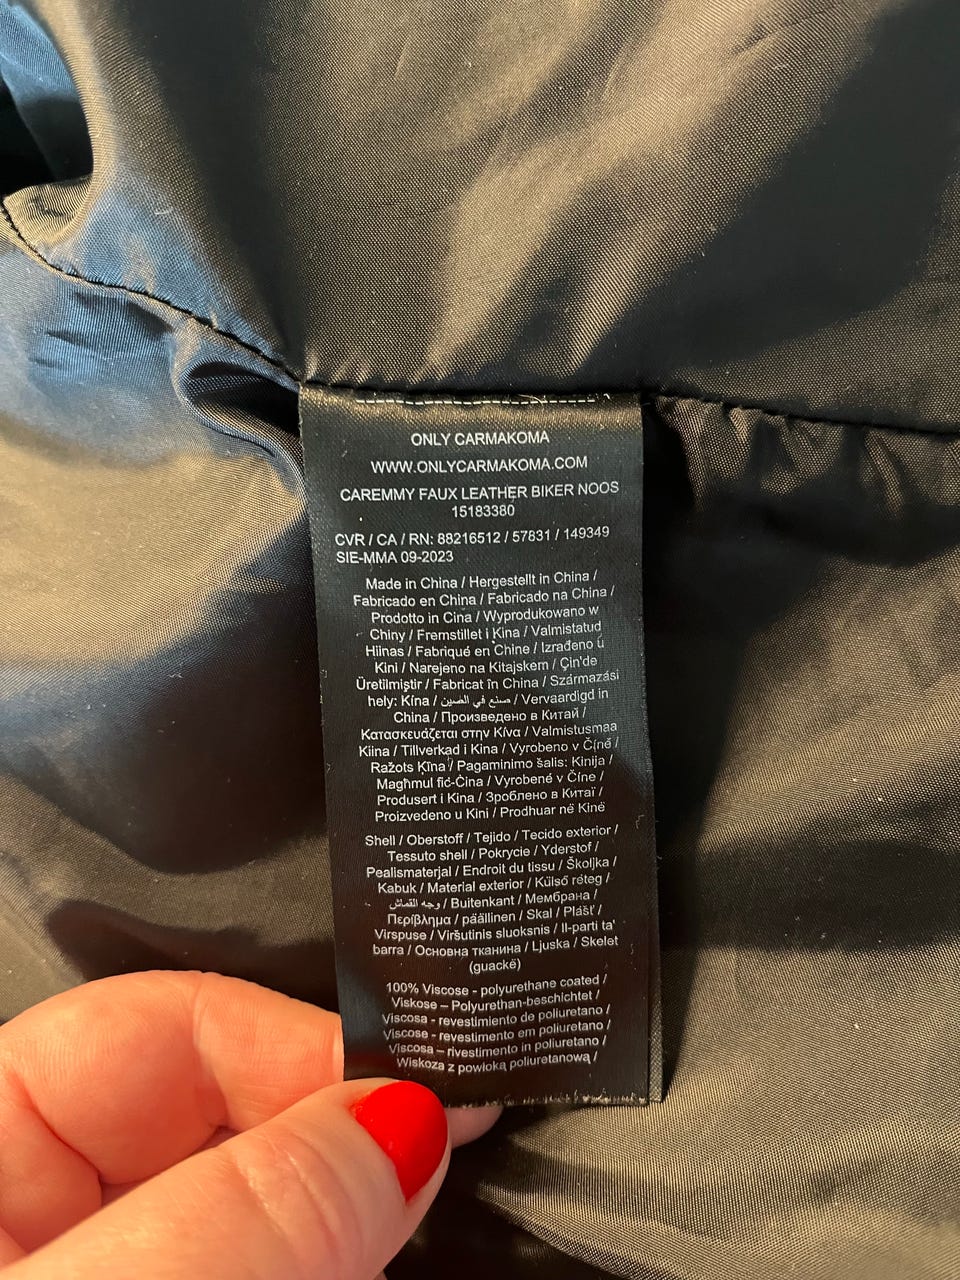 ONLY CARMAKOMA
WWW.ONLYCARMAKOMA.COM
CAREMMY FAUX LEATHER BIKER NOOS
15183380
CVR / CA / RN: 88216512 / 57831 / 149349
SIE-MMA 09-2023
Made in China / Hergestellt in China /
Fabricado en China / Fabricado na China /
Prodotto in Cina / Wyprodukowano w
Chiny / Fremstillet i Kina / Valmistatud
Hiinas / Fabriqué en Chine / Izrađeno u
Kini / Narejeno na Kitajskem / Çin'de
Üretilmiştir / Fabricat în China / Származási
hely: Kína / صنع في الصين / Vervaardigd in
China / Произведено в Китай /
Κατασκευάζεται στην Κίνα / Valmistusmaa
Kiina / Tillverkad i Kina / Vyrobeno v Číně /
Ražots Ķīna / Pagaminimo šalis: Kinija /
Magħmul fiċ-Ċina / Vyrobené v Číne /
Produsert i Kina / Зроблено в Китаї /
Proizvedeno u Kini / Prodhuar në Kinë
Shell / Oberstoff / Tejido / Tecido exterior /
Tessuto shell / Pokrycie / Yderstof /
Pealismaterjal / Endroit du tissu / Školjka /
Kabuk / Material exterior / Külső réteg /
وجه القماش / Buitenkant / Мембрана /
Περίβλημα / päällinen / Skal / Plášť /
Virspuse / Viršutinis sluoksnis / Il-parti ta'
barra / Основна тканина / Ljuska / Skelet
(guackë)
100% Viscose - polyurethane coated /
Viskose – Polyurethan-beschichtet /
Viscosa - revestimiento de poliuretano /
Viscose - revestimento em poliuretano /
Viscosa – rivestimento in poliuretano /
Wiskoza z powłoką poliuretanową /